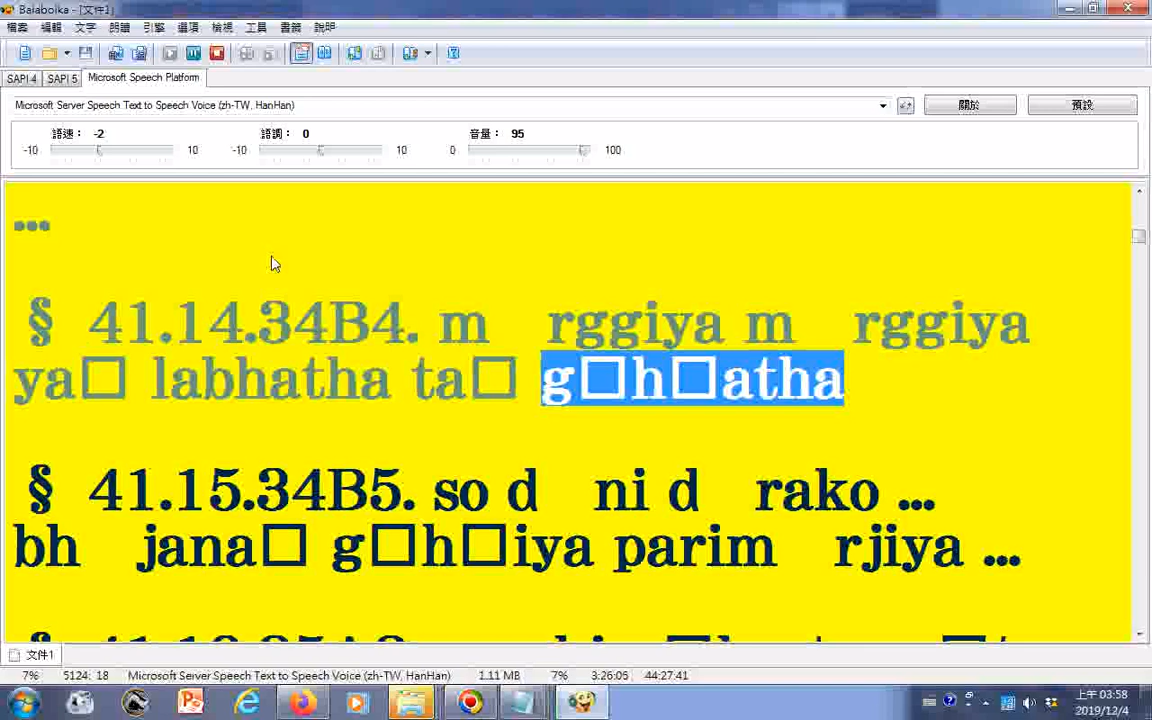 Balabolka - [文件1]
檔案 編輯 文字 朗讀 引擎 選項 檢視 工具 書籤 說明
SAPI 4 SAPI 5 Microsoft Speech Platform
Microsoft Server Speech Text to Speech Voice (zh-TW, HanHan) 關於 預設
語速： -2 語調： 0 音量： 95
-10 10 -10 10 0 100
...
§ 41.14.34B4. m rggiya m rggiya
ya□ labhatha ta□ g□h□atha
§ 41.15.34B5. so d ni d rako ...
bh jana□ g□h□iya parim rjiya ...
文件1
7% 5124: 18 Microsoft Server Speech Text to Speech Voice (zh-TW, HanHan) 1.11 MB 7% 3:26:05 44:27:41
上午 03:58
2019/12/4